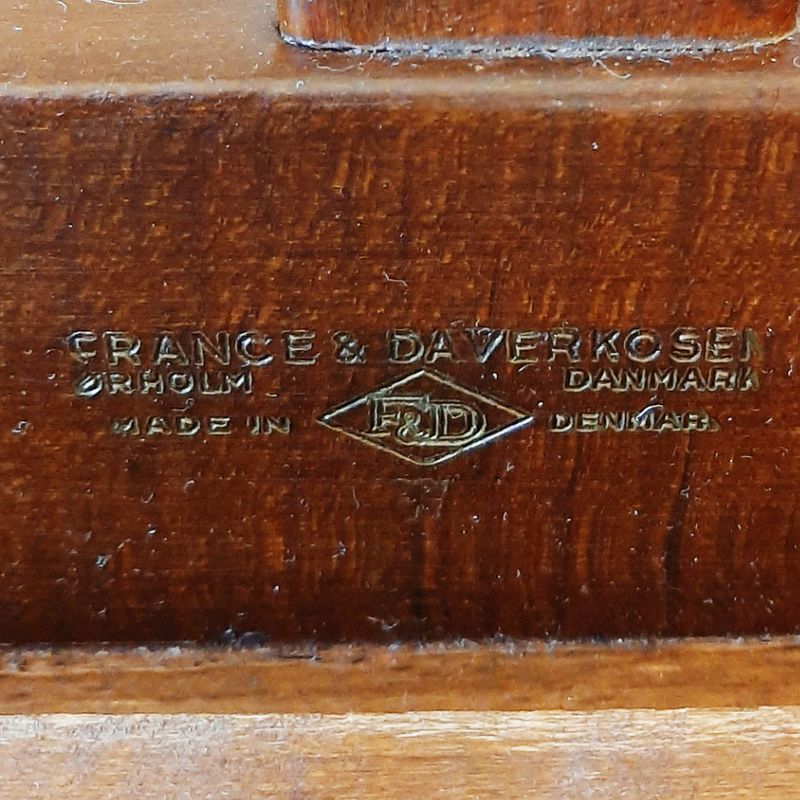 FRANCE & DAVERKOSEN
ØRHOLM DANMARK
MADE IN F&D DENMARK